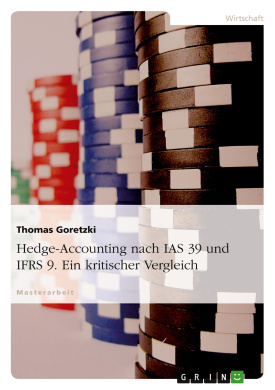 Wirtschaft
Thomas Goretzki
Hedge-Accounting nach IAS 39 und
IFRS 9. Ein kritischer Vergleich
Masterarbeit
GRIN